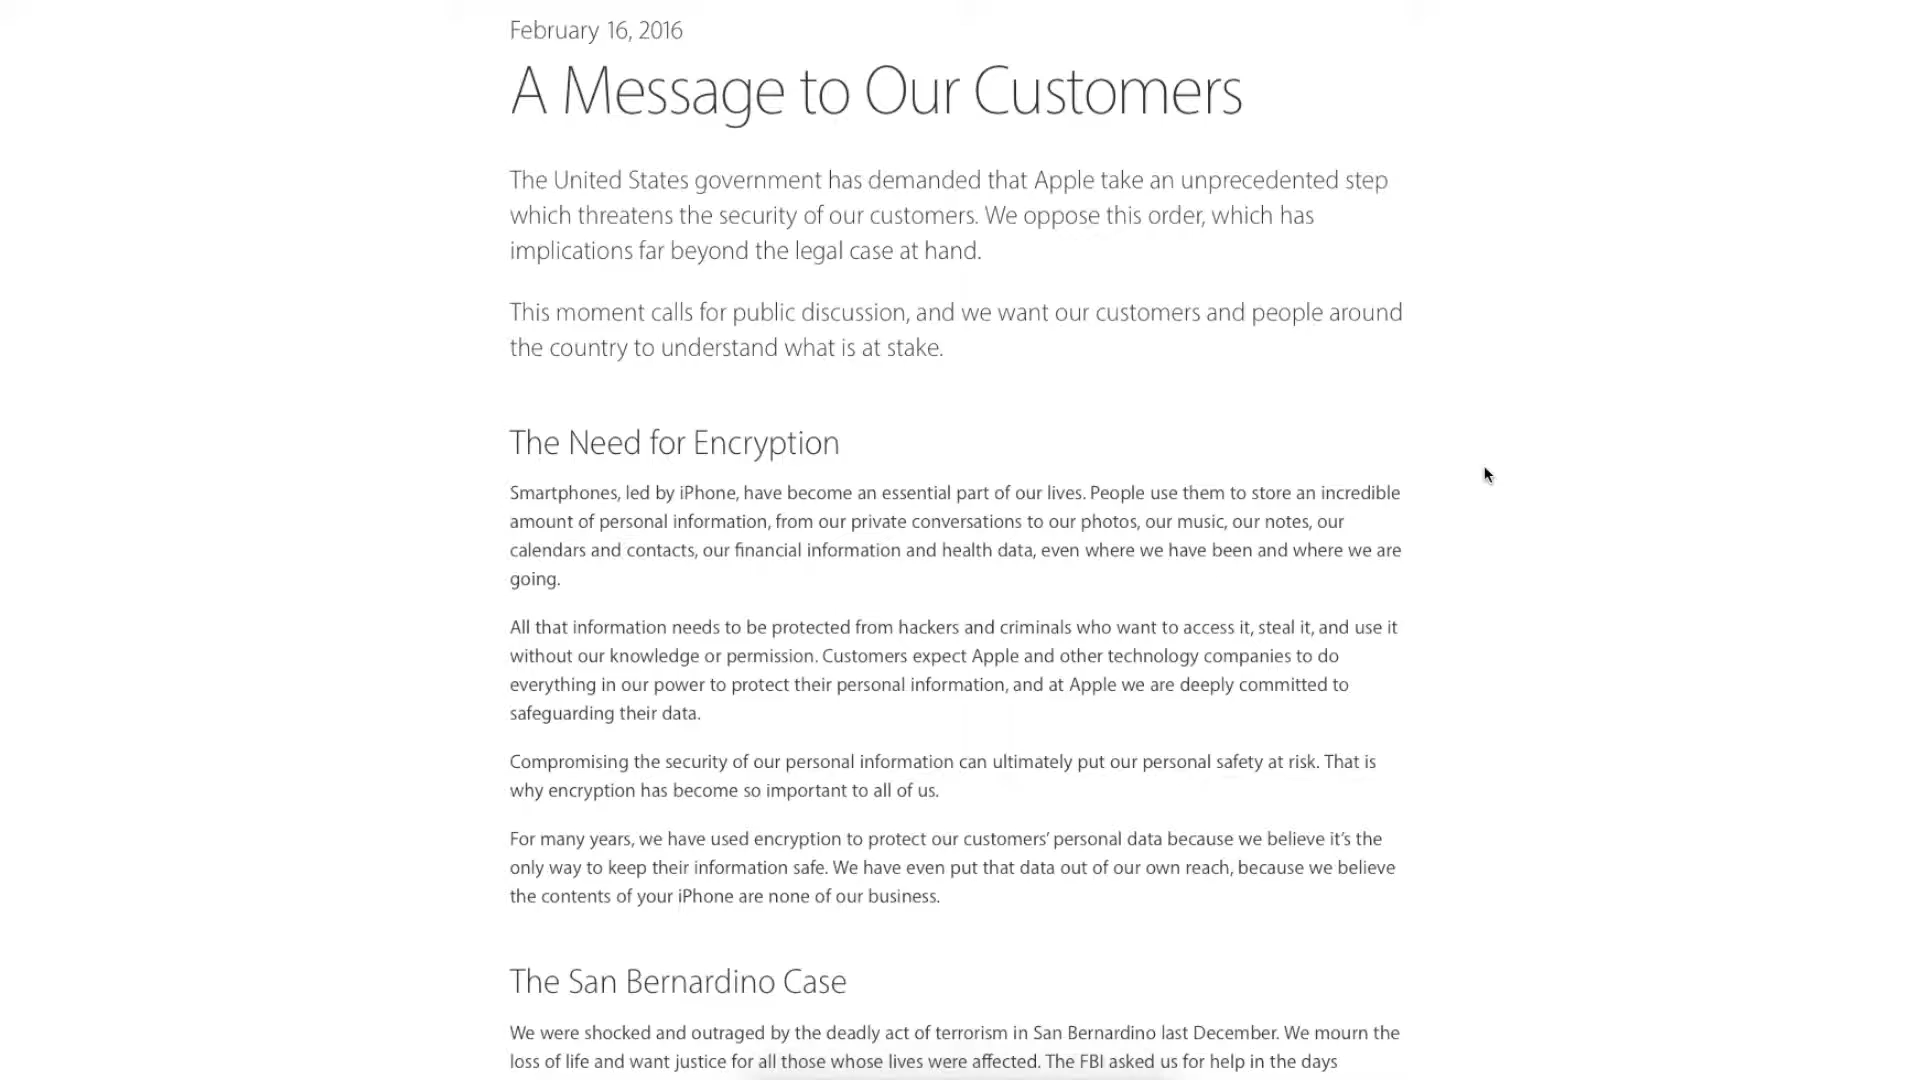 February 16, 2016
A Message to Our Customers
The United States government has demanded that Apple take an unprecedented step
which threatens the security of our customers. We oppose this order, which has
implications far beyond the legal case at hand.
This moment calls for public discussion, and we want our customers and people around
the country to understand what is at stake.
The Need for Encryption
Smartphones, led by iPhone, have become an essential part of our lives. People use them to store an incredible
amount of personal information, from our private conversations to our photos, our music, our notes, our
calendars and contacts, our financial information and health data, even where we have been and where we are
going.
All that information needs to be protected from hackers and criminals who want to access it, steal it, and use it
without our knowledge or permission. Customers expect Apple and other technology companies to do
everything in our power to protect their personal information, and at Apple we are deeply committed to
safeguarding their data.
Compromising the security of our personal information can ultimately put our personal safety at risk. That is
why encryption has become so important to all of us.
For many years, we have used encryption to protect our customers’ personal data because we believe it’s the
only way to keep their information safe. We have even put that data out of our own reach, because we believe
the contents of your iPhone are none of our business.
The San Bernardino Case
We were shocked and outraged by the deadly act of terrorism in San Bernardino last December. We mourn the
loss of life and want justice for all those whose lives were affected. The FBI asked us for help in the days